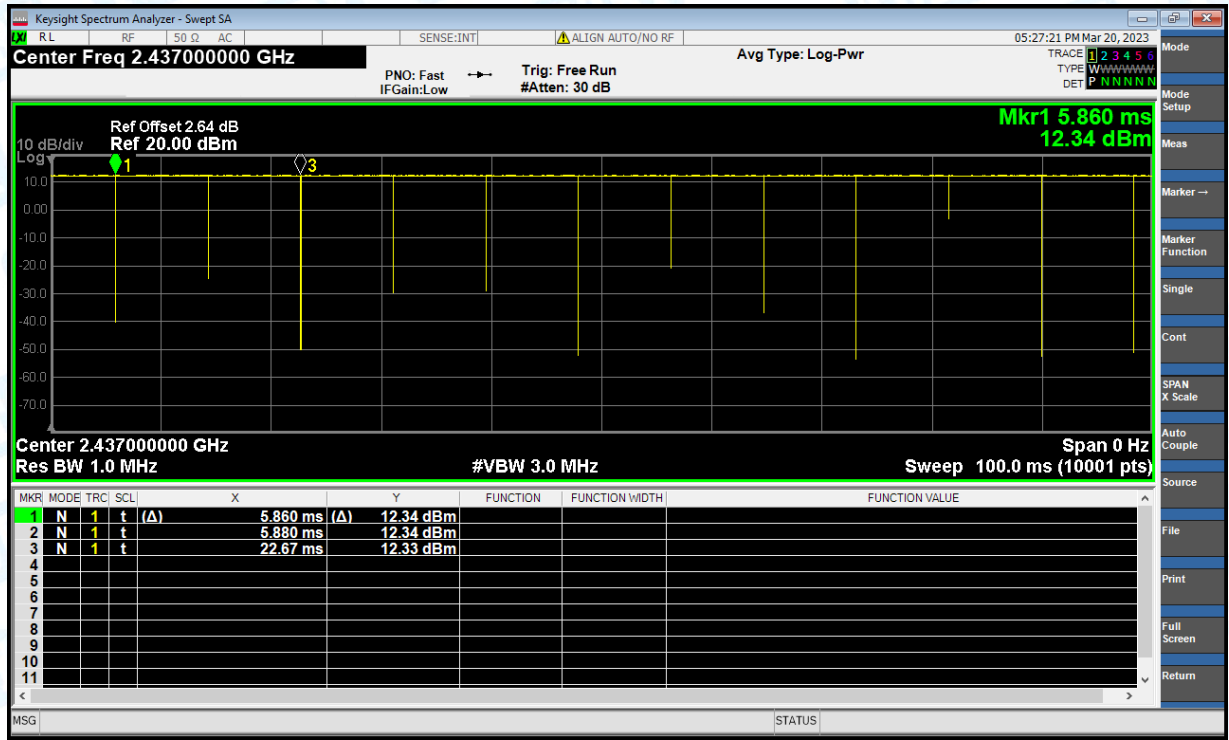 Keysight Spectrum Analyzer - Swept SA
LXI RL RF 50 Ω AC SENSE:INT ALIGN AUTO/NO RF 05:27:21 PM Mar 20, 2023
Center Freq 2.437000000 GHz
Avg Type: Log-Pwr
TRACE 1 2 3 4 5 6
TYPE WWWWWW
DET P N N N N N
PNO: Fast
IFGain:Low
Trig: Free Run
#Atten: 30 dB
Mkr1 5.860 ms
12.34 dBm
Ref Offset 2.64 dB
10 dB/div Ref 20.00 dBm
Log
1
3
10.0
0.00
-10.0
-20.0
-30.0
-40.0
-50.0
-60.0
-70.0
Center 2.437000000 GHz Span 0 Hz
Res BW 1.0 MHz #VBW 3.0 MHz Sweep 100.0 ms (10001 pts)
MKR MODE TRC SCL X Y FUNCTION FUNCTION WIDTH FUNCTION VALUE
1 N 1 t (Δ) 5.860 ms (Δ) 12.34 dBm
2 N 1 t 5.880 ms 12.34 dBm
3 N 1 t 22.67 ms 12.33 dBm
4
5
6
7
8
9
10
11
MSG STATUS
Mode
Mode
Setup
Meas
Marker →
Marker
Function
Single
Cont
SPAN
X Scale
Auto
Couple
Source
File
Print
Full
Screen
Return